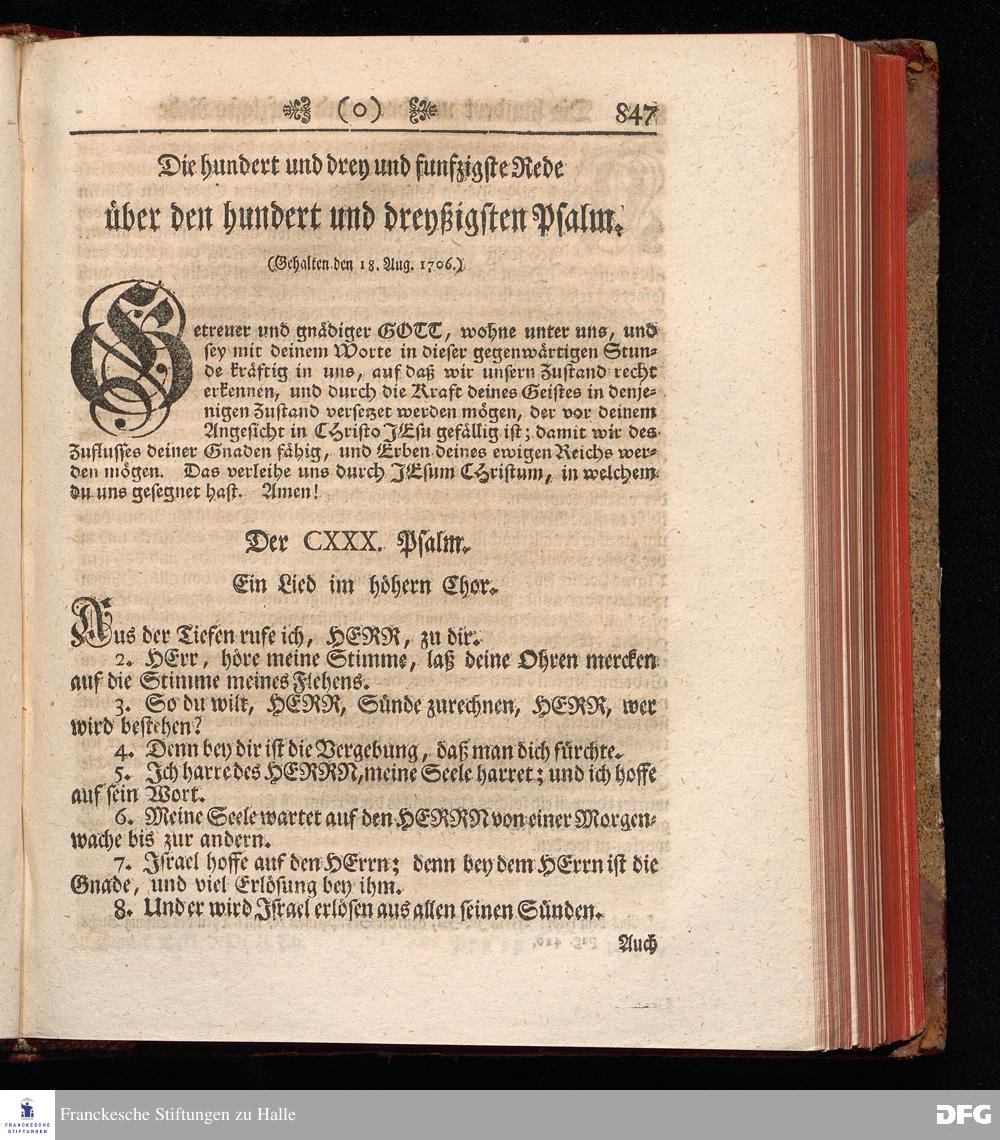 (o) 847
Die hundert und drey und funfzigste Rede
über den hundert und dreyßigsten Psalm.
(Gehalten den 18. Aug. 1706.)
Getreuer und gnädiger GOTT, wohne unter uns, und
sey mit deinem Worte in dieser gegenwärtigen Stun-
de kräftig in uns, auf daß wir unsern Zustand recht
erkennen, und durch die Kraft deines Geistes in denje-
nigen Zustand versetzet werden mögen, der vor deinem
Angesicht in CHristo JEsu gefällig ist; damit wir des
Zuflusses deiner Gnaden fähig, und Erben deines ewigen Reichs wer-
den mögen. Das verleihe uns durch JEsum CHristum, in welchem
du uns gesegnet hast. Amen!
Der CXXX. Psalm.
Ein Lied im höhern Chor.
Aus der Tiefen rufe ich, HERR, zu dir.
2. HErr, höre meine Stimme, laß deine Ohren mercken
auf die Stimme meines Flehens.
3. So du wilt, HERR, Sünde zurechnen, HERR, wer
wird bestehen?
4. Denn bey dir ist die Vergebung, daß man dich fürchte.
5. Ich harre des HERRN, meine Seele harret; und ich hoffe
auf sein Wort.
6. Meine Seele wartet auf den HERRN von einer Morgen-
wache bis zur andern.
7. Israel hoffe auf den HErrn; denn bey dem HErrn ist die
Gnade, und viel Erlösung bey ihm.
8. Und er wird Israel erlösen aus allen seinen Sünden.
Auch
FRANCKESCHE
STIFTUNGEN
Franckesche Stiftungen zu Halle
DFG